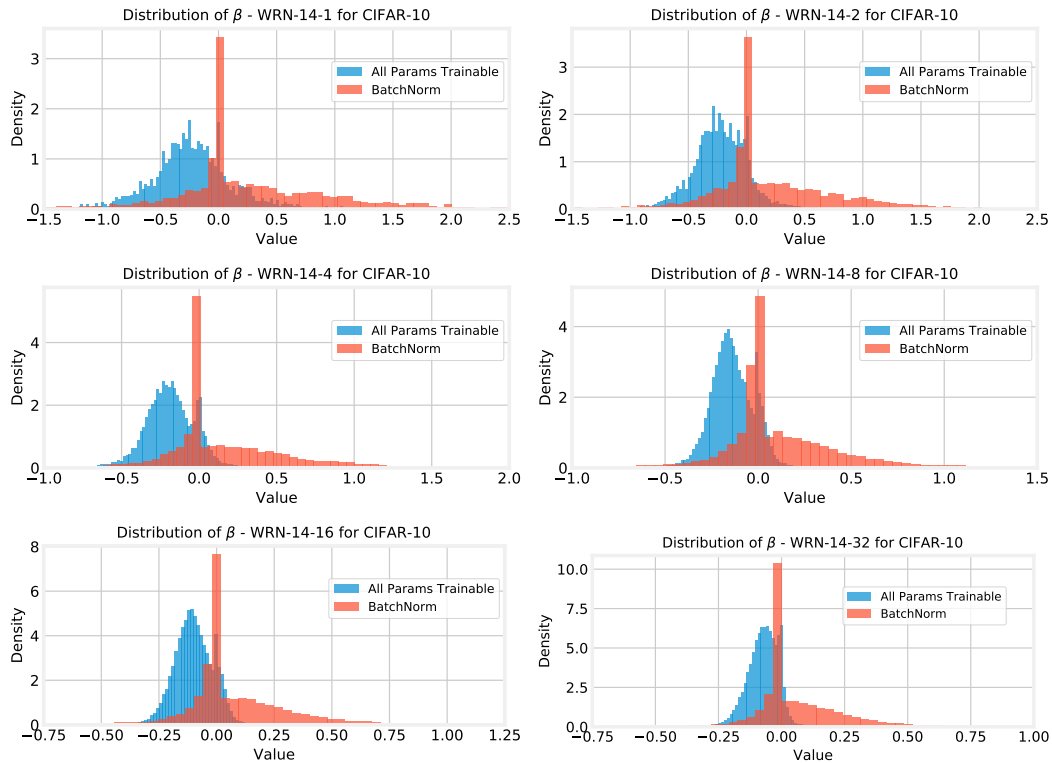 Distribution of β - WRN-14-1 for CIFAR-10
Density
3
2
1
0
All Params Trainable
BatchNorm
−1.5 −1.0 −0.5 0.0 0.5 1.0 1.5 2.0 2.5
Value
Distribution of β - WRN-14-2 for CIFAR-10
Density
3
2
1
0
All Params Trainable
BatchNorm
−1.5 −1.0 −0.5 0.0 0.5 1.0 1.5 2.0 2.5
Value
Distribution of β - WRN-14-4 for CIFAR-10
Density
4
2
0
All Params Trainable
BatchNorm
−1.0 −0.5 0.0 0.5 1.0 1.5 2.0
Value
Distribution of β - WRN-14-8 for CIFAR-10
Density
4
2
0
All Params Trainable
BatchNorm
−1.0 −0.5 0.0 0.5 1.0 1.5
Value
Distribution of β - WRN-14-16 for CIFAR-10
Density
8
6
4
2
0
All Params Trainable
BatchNorm
−0.75 −0.50 −0.25 0.00 0.25 0.50 0.75 1.00 1.25
Value
Distribution of β - WRN-14-32 for CIFAR-10
Density
10.0
7.5
5.0
2.5
0.0
All Params Trainable
BatchNorm
−0.75 −0.50 −0.25 0.00 0.25 0.50 0.75 1.00
Value